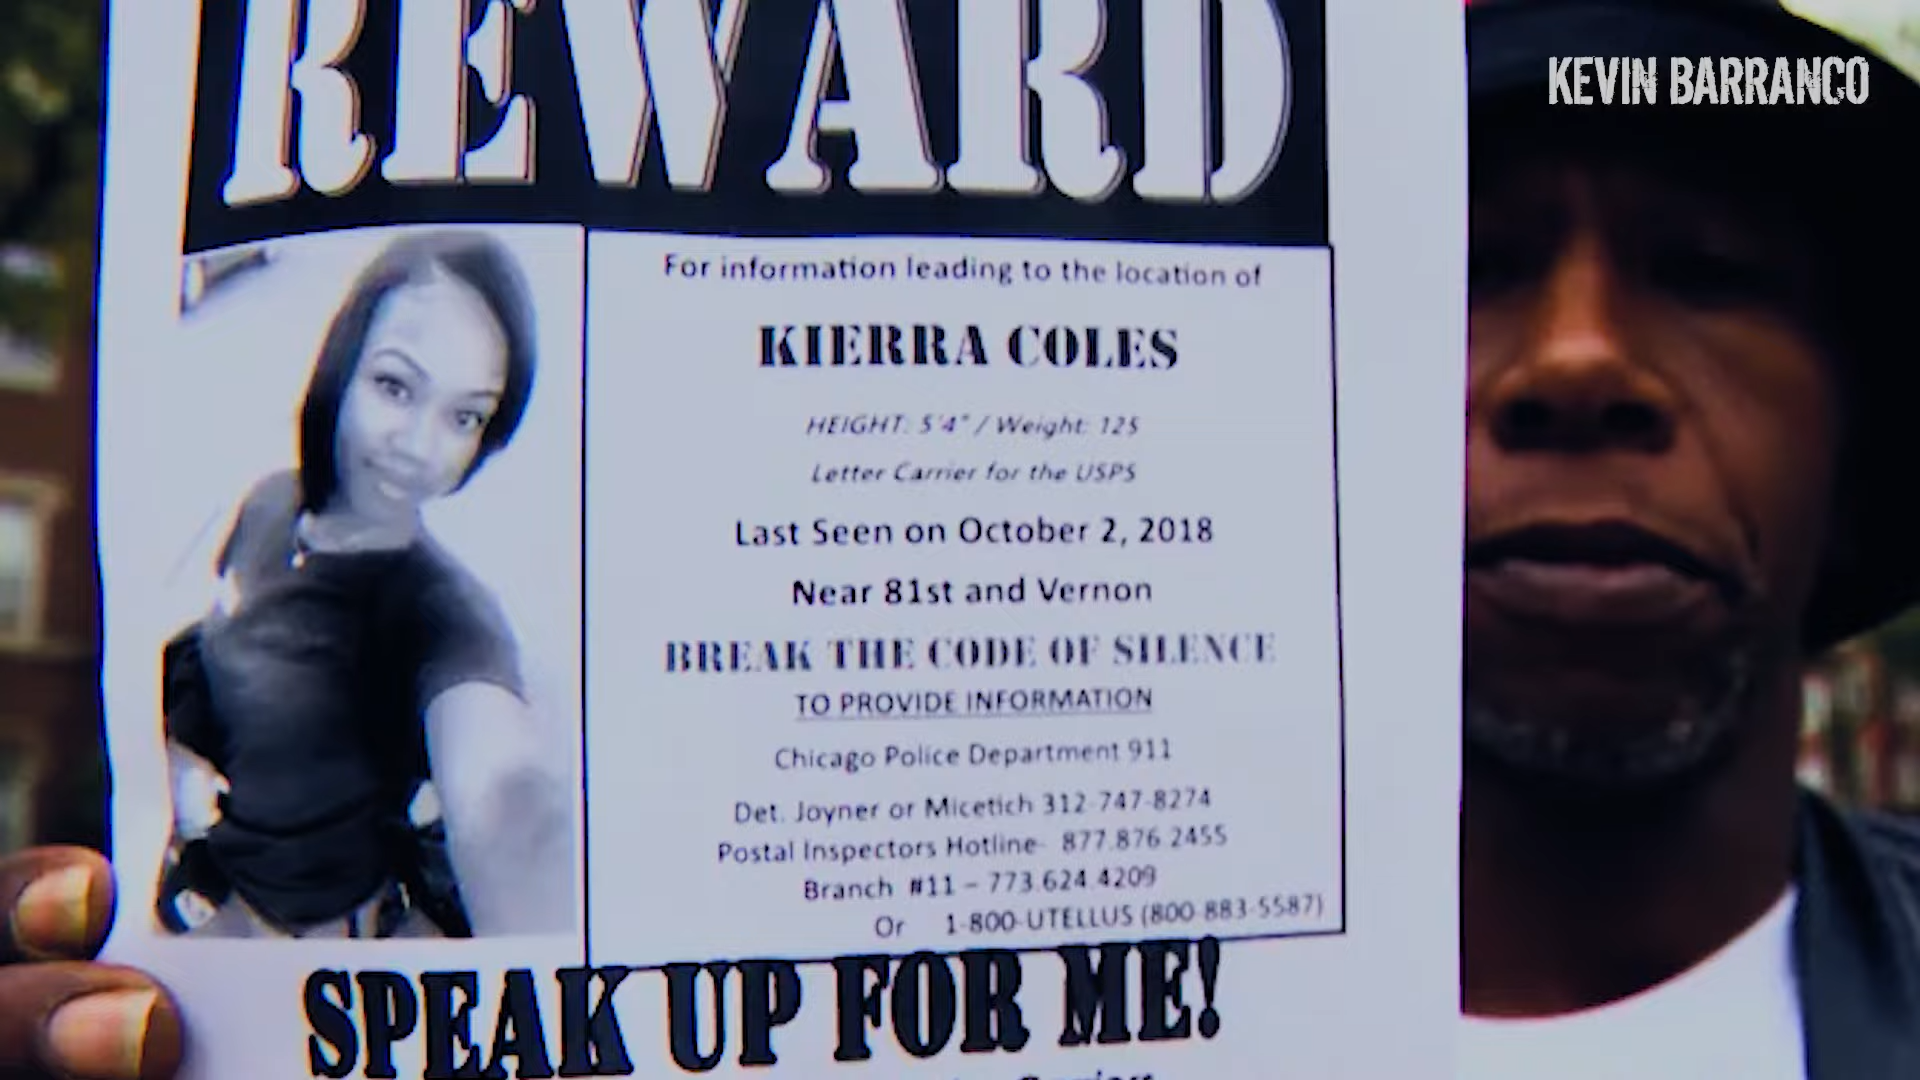 REWARD
KEVIN BARRANCO
For information leading to the location of
KIERRA COLES
HEIGHT: 5'4" / Weight: 125
Letter Carrier for the USPS
Last Seen on October 2, 2018
Near 81st and Vernon
BREAK THE CODE OF SILENCE
TO PROVIDE INFORMATION
Chicago Police Department 911
Det. Joyner or Micetich 312-747-8274
Postal Inspectors Hotline- 877.876.2455
Branch #11 – 773.624.4209
Or 1-800-UTELLUS (800-883-5587)
SPEAK UP FOR ME!